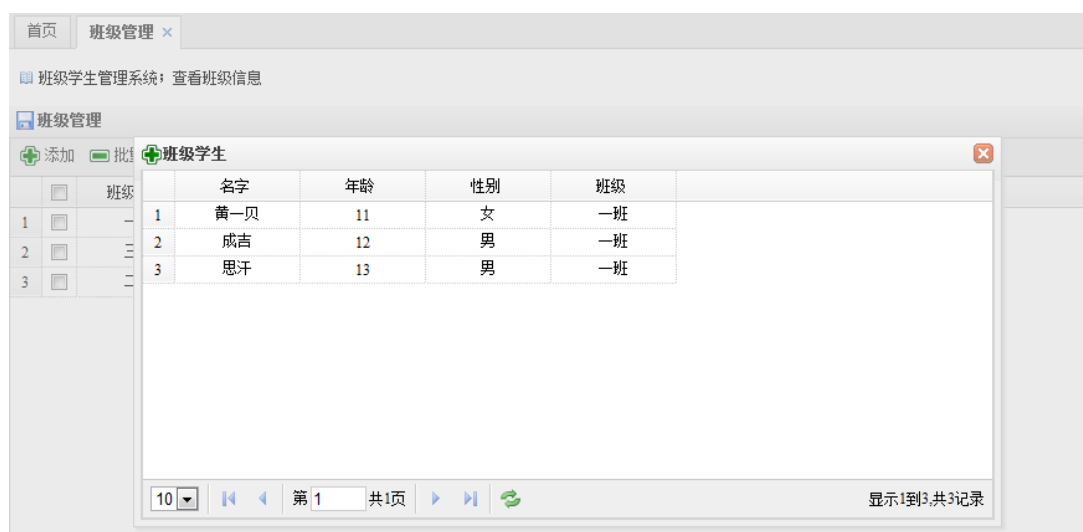 首页 班级管理 ×
班级学生管理系统；查看班级信息
班级管理
添加
班级学生
班级
名字 年龄 性别 班级
1 黄一贝 11 女 一班
2 成吉 12 男 一班
3 思汗 13 男 一班
1 一
2 三
3 二
10 第 1 共1页 显示1到3,共3记录